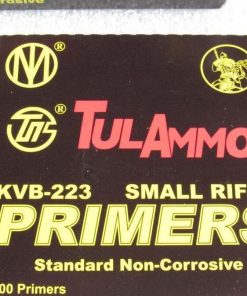 TULAMMO
KVB-223 SMALL RIF
PRIMERS
Standard Non-Corrosive
00 Primers